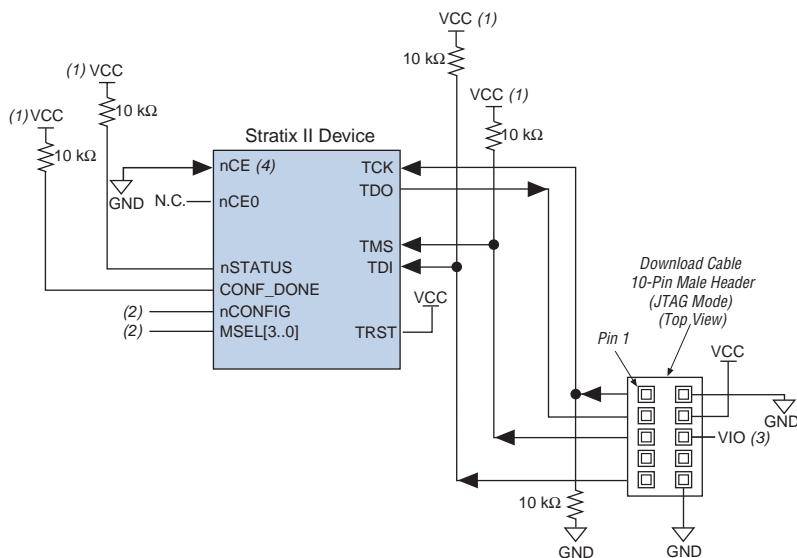 VCC (1)
10 kΩ
(1) VCC
10 kΩ
VCC (1)
10 kΩ
(1) VCC
10 kΩ
Stratix II Device
nCE (4)
TCK
GND
TDO
N.C.
nCE0
TMS
nSTATUS
TDI
CONF_DONE
(2)
nCONFIG
(2)
MSEL[3..0]
TRST
VCC
Download Cable
10-Pin Male Header
(JTAG Mode)
(Top View)
Pin 1
VCC
GND
VIO (3)
10 kΩ
GND
GND